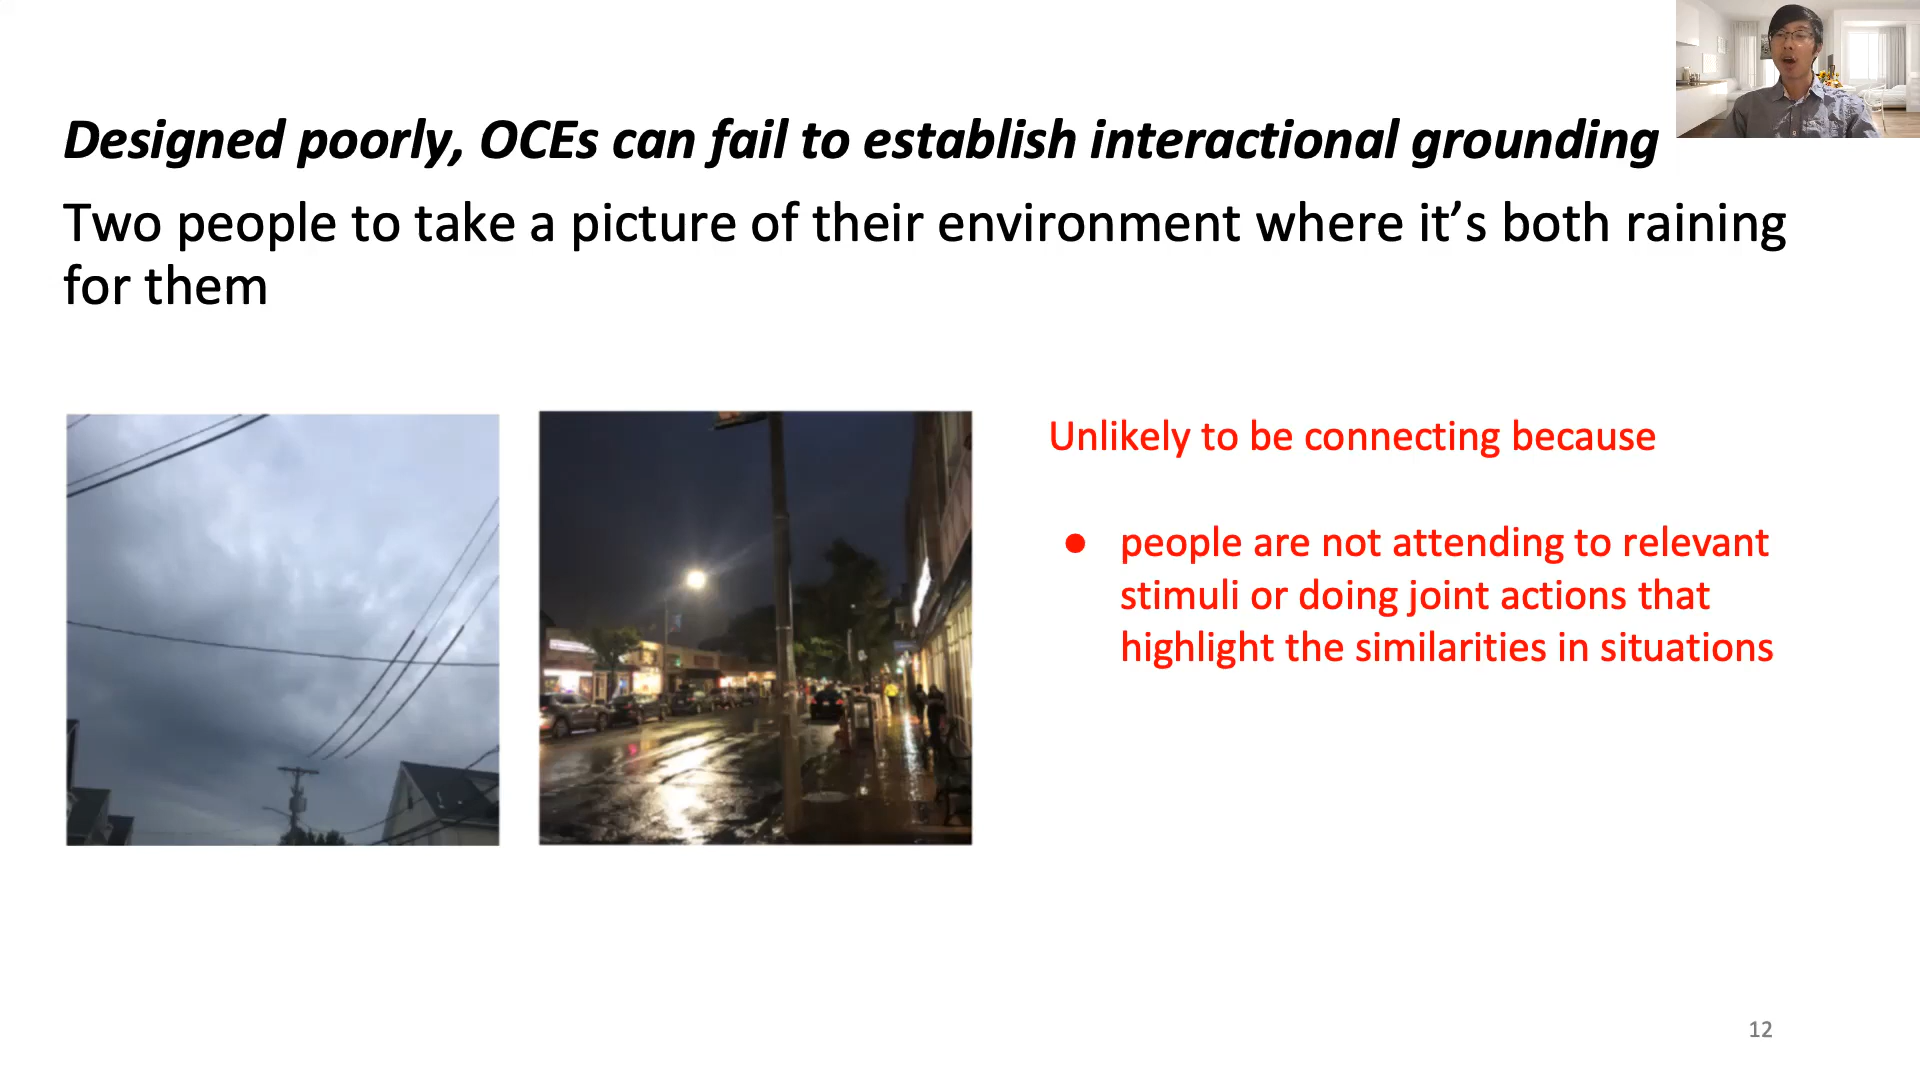 Designed poorly, OCEs can fail to establish interactional grounding
Two people to take a picture of their environment where it’s both raining
for them
Unlikely to be connecting because
● people are not attending to relevant
stimuli or doing joint actions that
highlight the similarities in situations
12